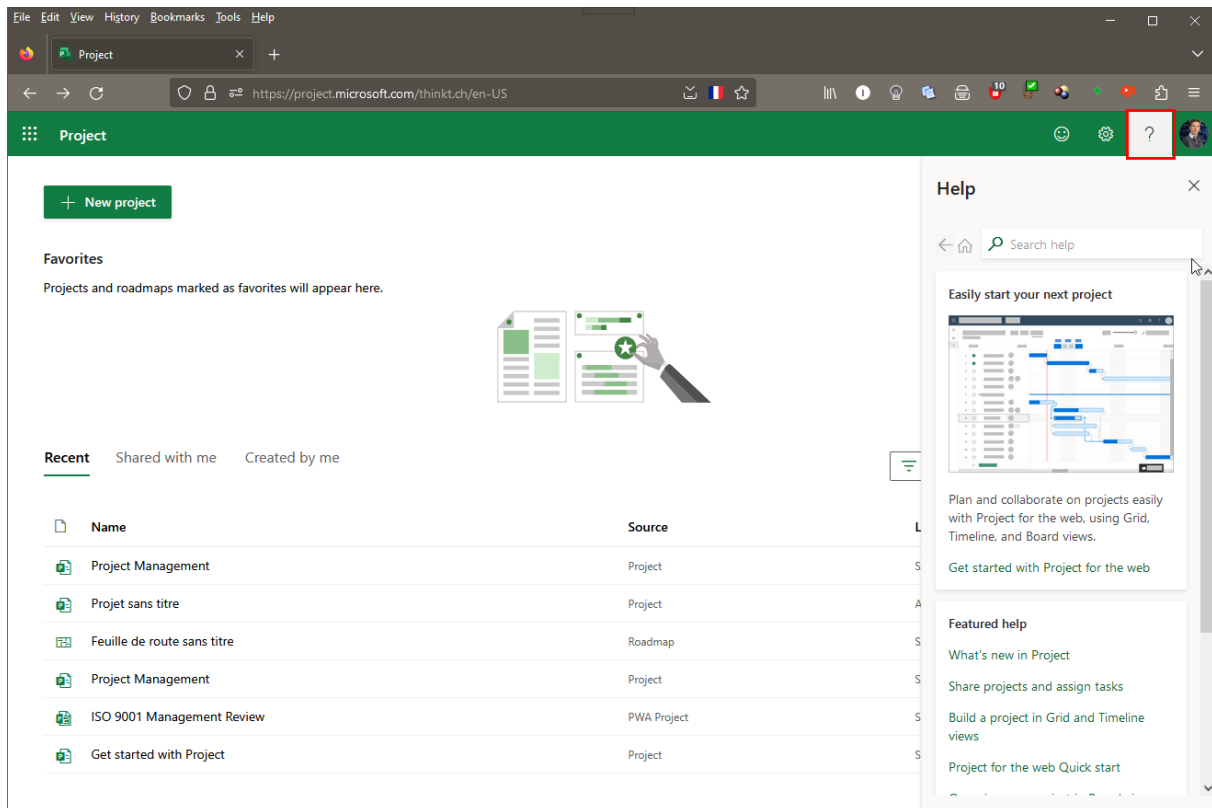 File Edit View History Bookmarks Tools Help
Project
https://project.microsoft.com/thinkt.ch/en-US
10
Project
?
New project
Help
Search help
Favorites
Projects and roadmaps marked as favorites will appear here.
Easily start your next project
Recent Shared with me Created by me
Plan and collaborate on projects easily
with Project for the web, using Grid,
Timeline, and Board views.
Get started with Project for the web
Name Source
Project Management Project
Projet sans titre Project
Feuille de route sans titre Roadmap
Project Management Project
ISO 9001 Management Review PWA Project
Get started with Project Project
Featured help
What's new in Project
Share projects and assign tasks
Build a project in Grid and Timeline
views
Project for the web Quick start